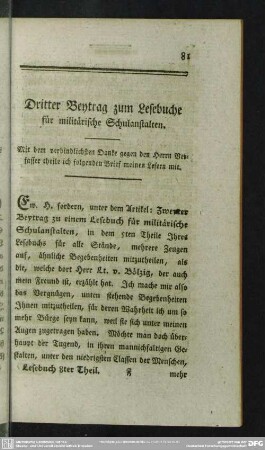 81
Dritter Beytrag zum Lesebuche
für militärische Schulanstalten.
Mit dem verbindlichsten Danke gegen den Herrn Ver-
fasser theile ich folgenden Brief meinen Lesern mit.
Ew. H. fordern, unter dem Artikel: Zweyter
Beytrag zu einem Lesebuch für militärische
Schulanstalten, in dem 5ten Theile Ihres
Lesebuchs für alle Stände, mehrere Zeugen
auf, ähnliche Begebenheiten mitzutheilen, als
die, welche dort Herr Lt. v. Bölzig, der auch
mein Freund ist, erzählt hat. Ich mache mir also
das Vergnügen, unten stehende Begebenheiten
Ihnen mitzutheilen, für deren Wahrheit ich um so
mehr Bürge seyn kann, weil sie sich unter meinen
Augen zugetragen haben. Möchte man doch über-
haupt der Tugend, in ihren mannichfaltigen Ge-
stalten, unter den niedrigsten Classen der Menschen,
Lesebuch 8ter Theil. F mehr